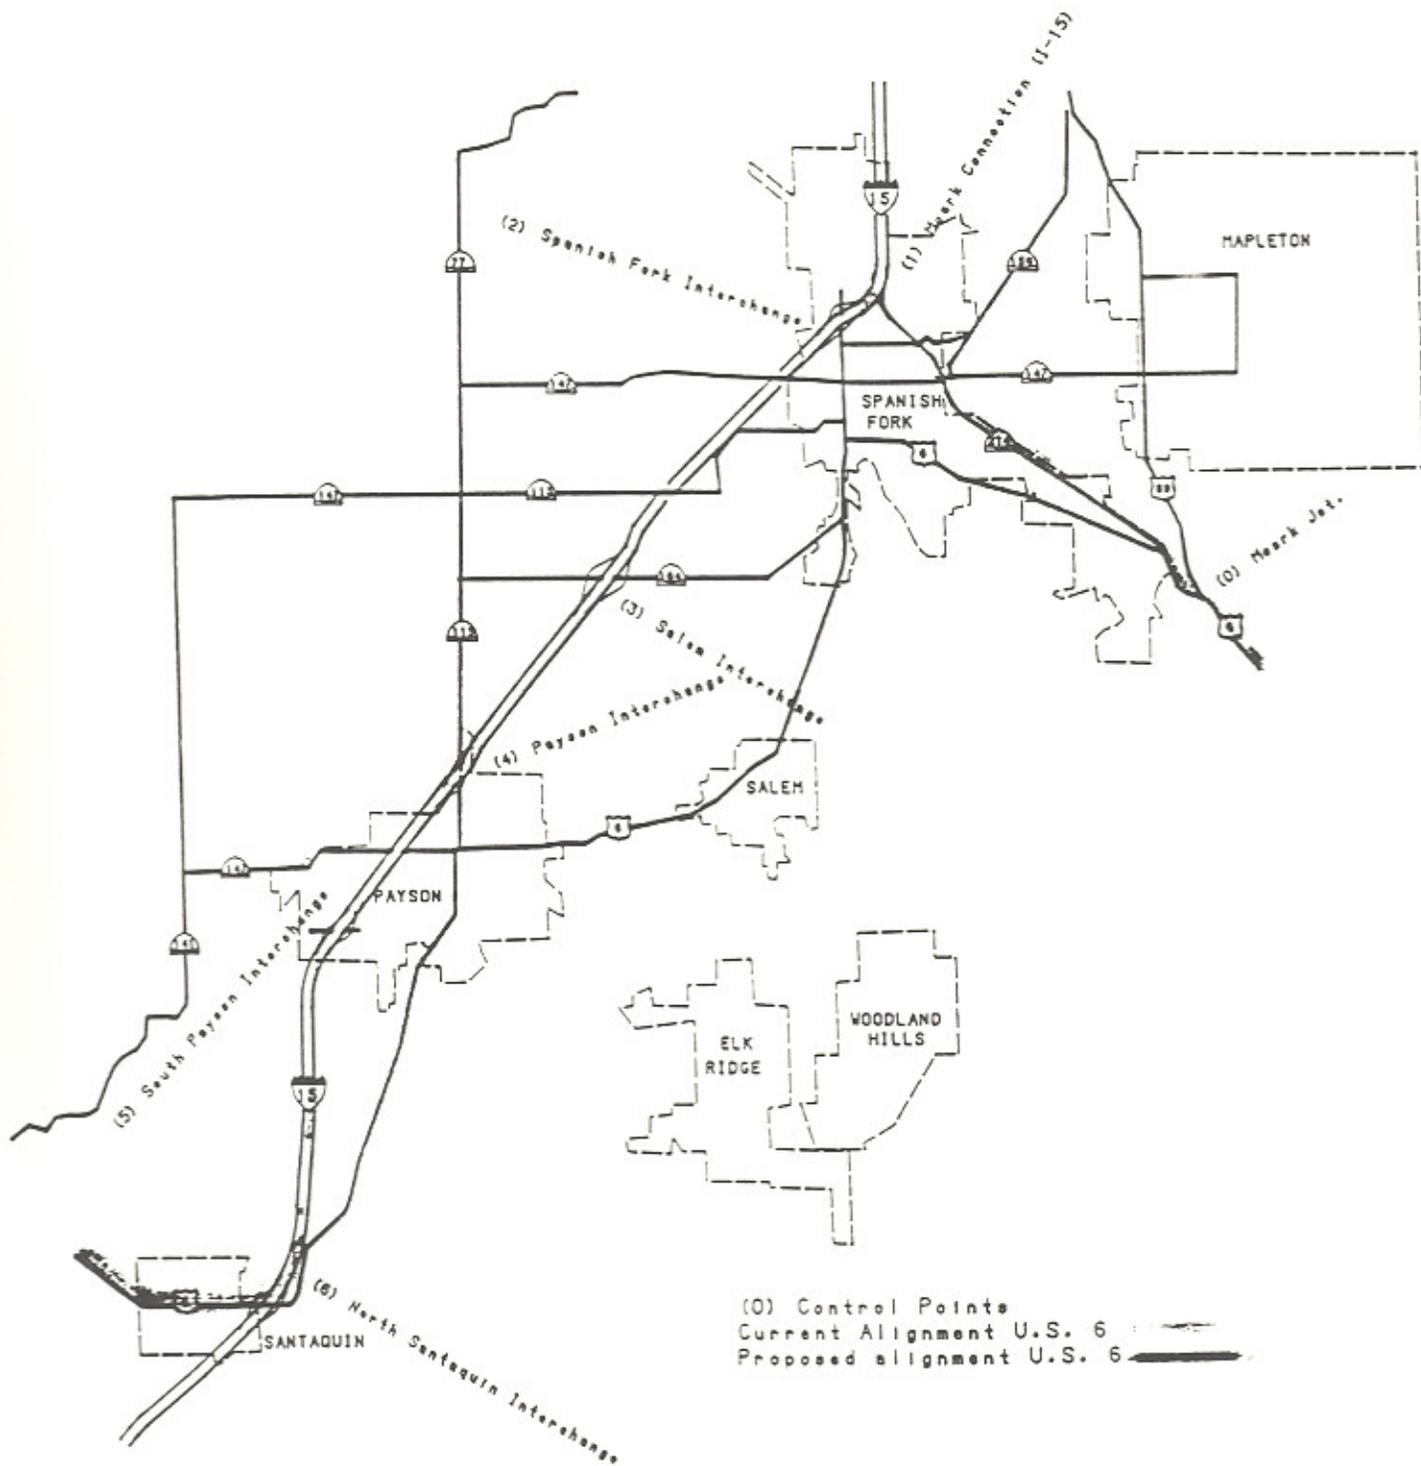 (1) Moark Connection (I-15)
15
(2) Spanish Fork Interchange
77
MAPLETON
147
147
SPANISH
FORK
6
214
147
115
89
(0) Moark Jct.
164
(3) Salem Interchange
115
6
(4) Payson Interchange
SALEM
6
147
PAYSON
(5) South Payson Interchange
WOODLAND
HILLS
ELK
RIDGE
15
(6) North Santaquin Interchange
SANTAQUIN
(0) Control Points
Current Alignment U.S. 6
Proposed alignment U.S. 6